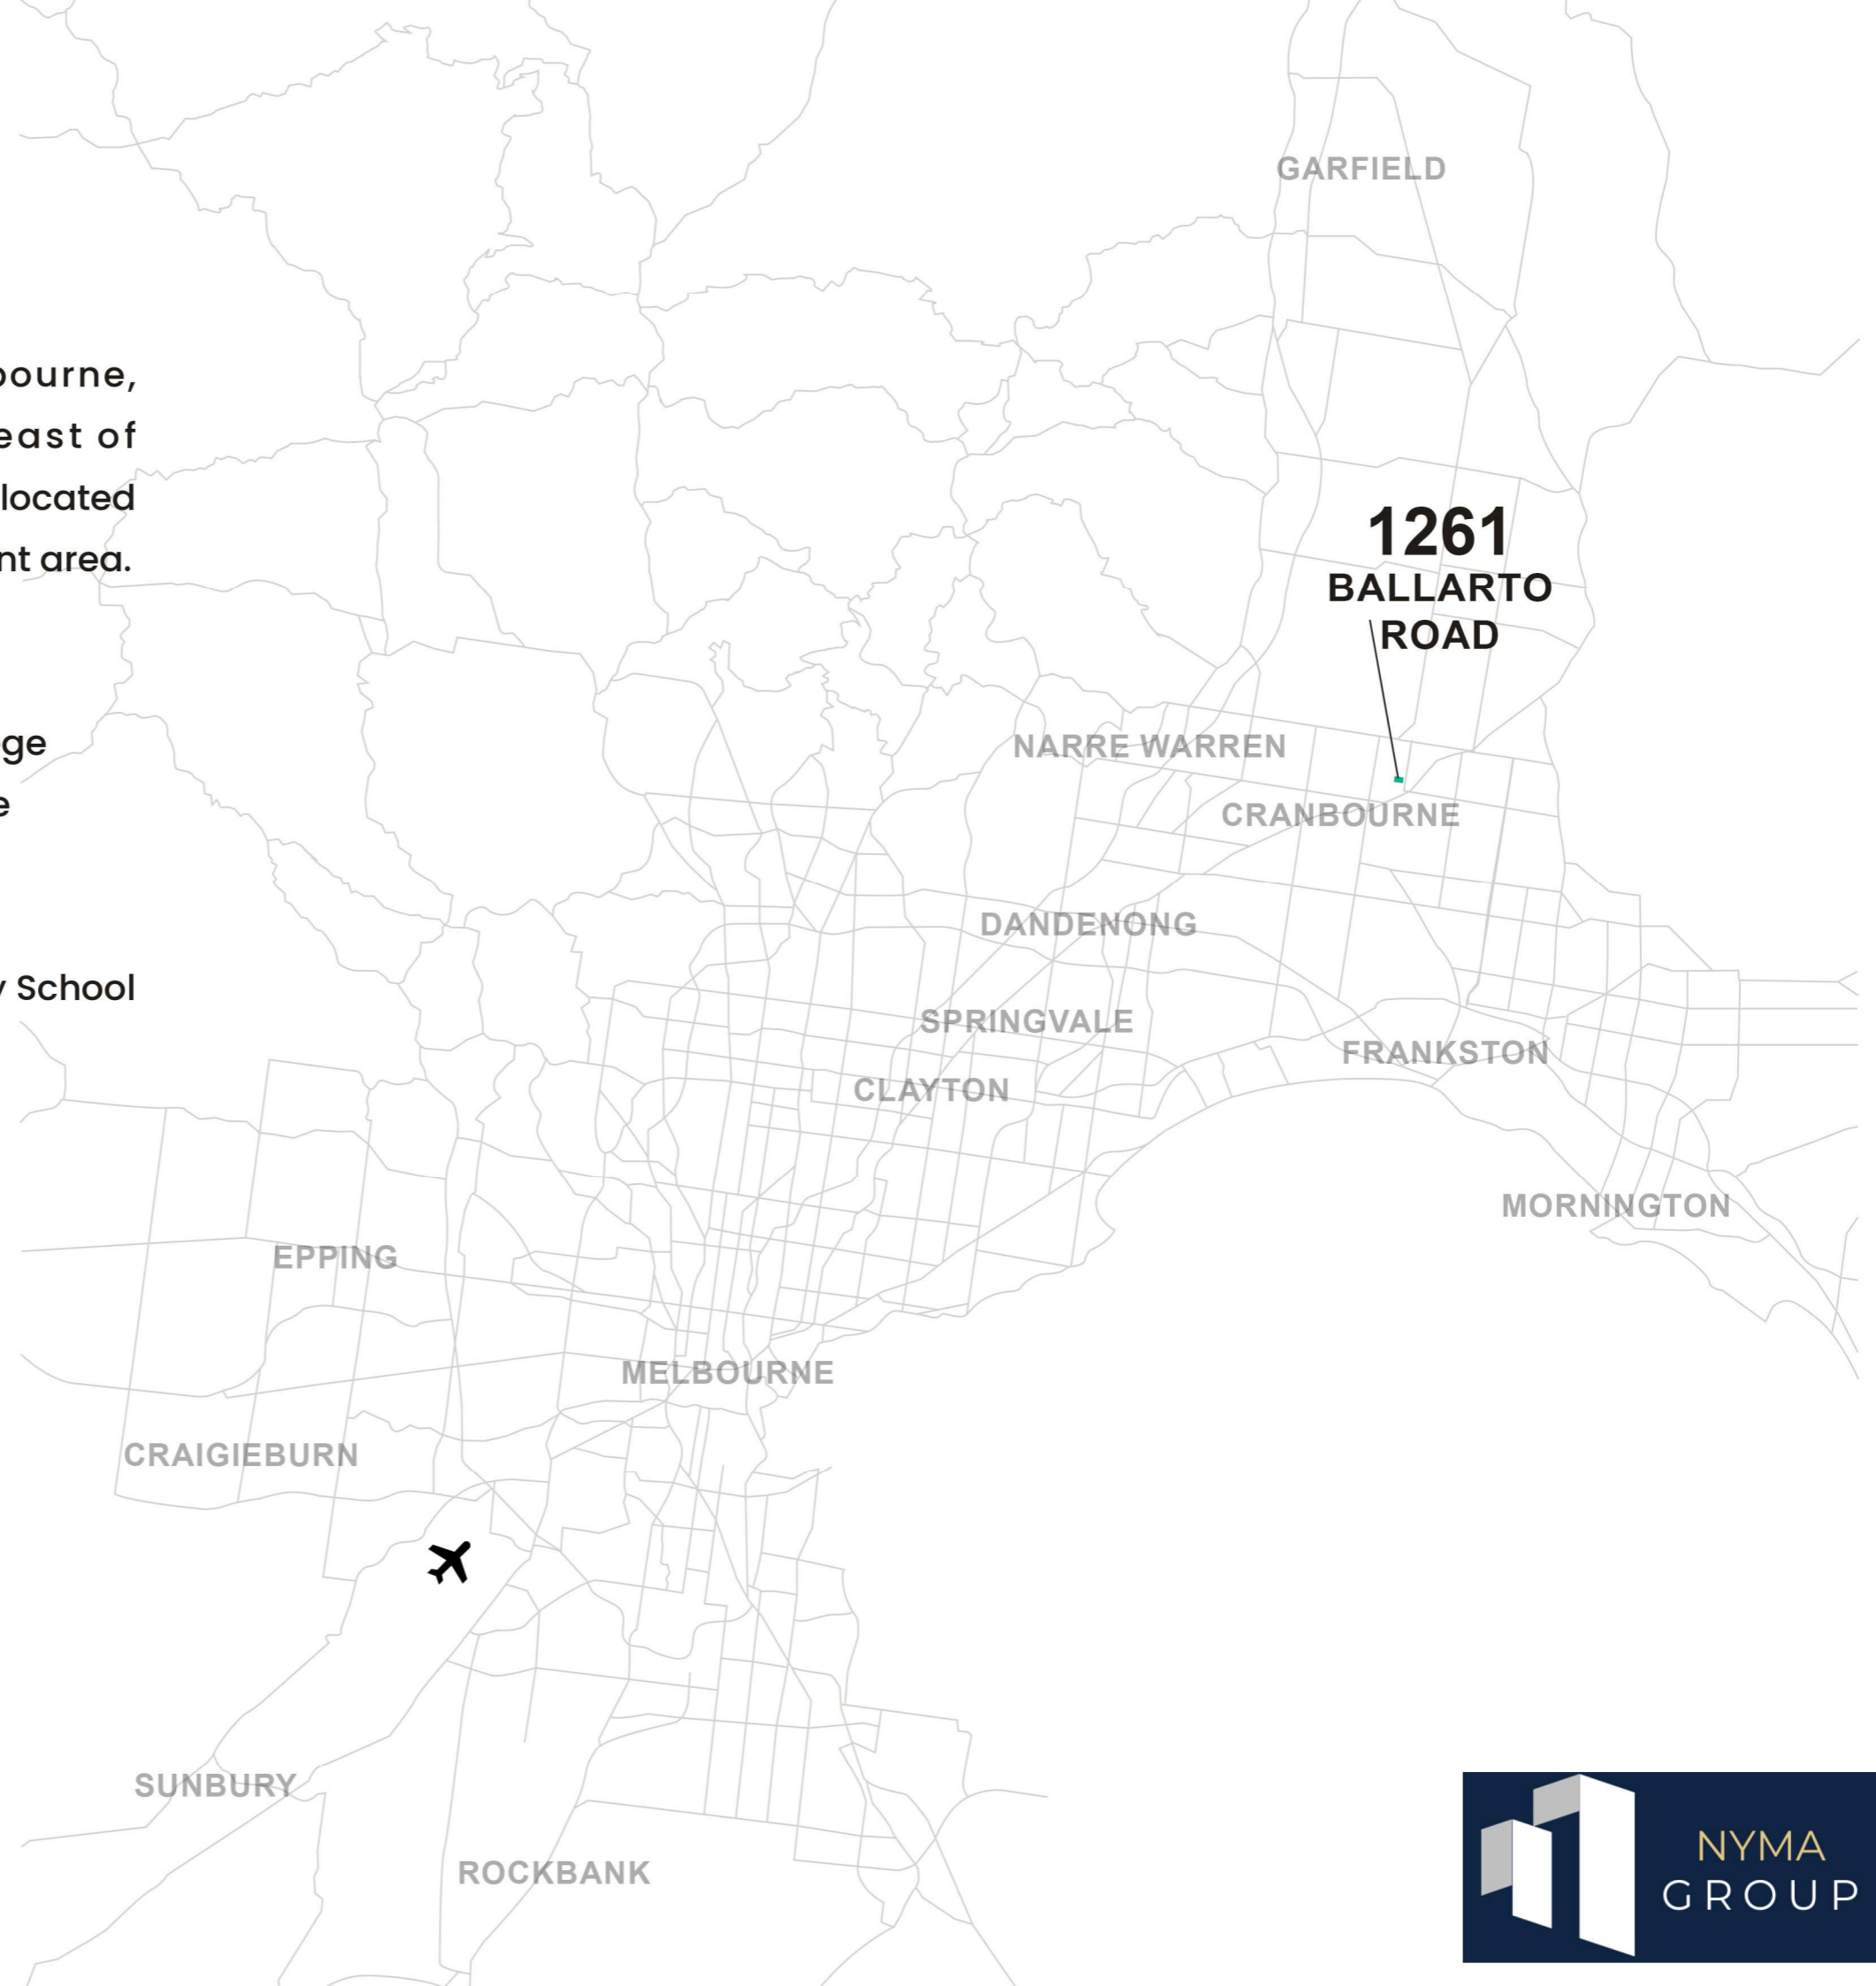 bourne,
east of
located
nt area.
ge
e
y School
GARFIELD
1261
BALLARTO
ROAD
NARRE WARREN
CRANBOURNE
DANDENONG
SPRINGVALE
FRANKSTON
CLAYTON
MORNINGTON
EPPING
MELBOURNE
CRAIGIEBURN
SUNBURY
ROCKBANK
NYMA
GROUP